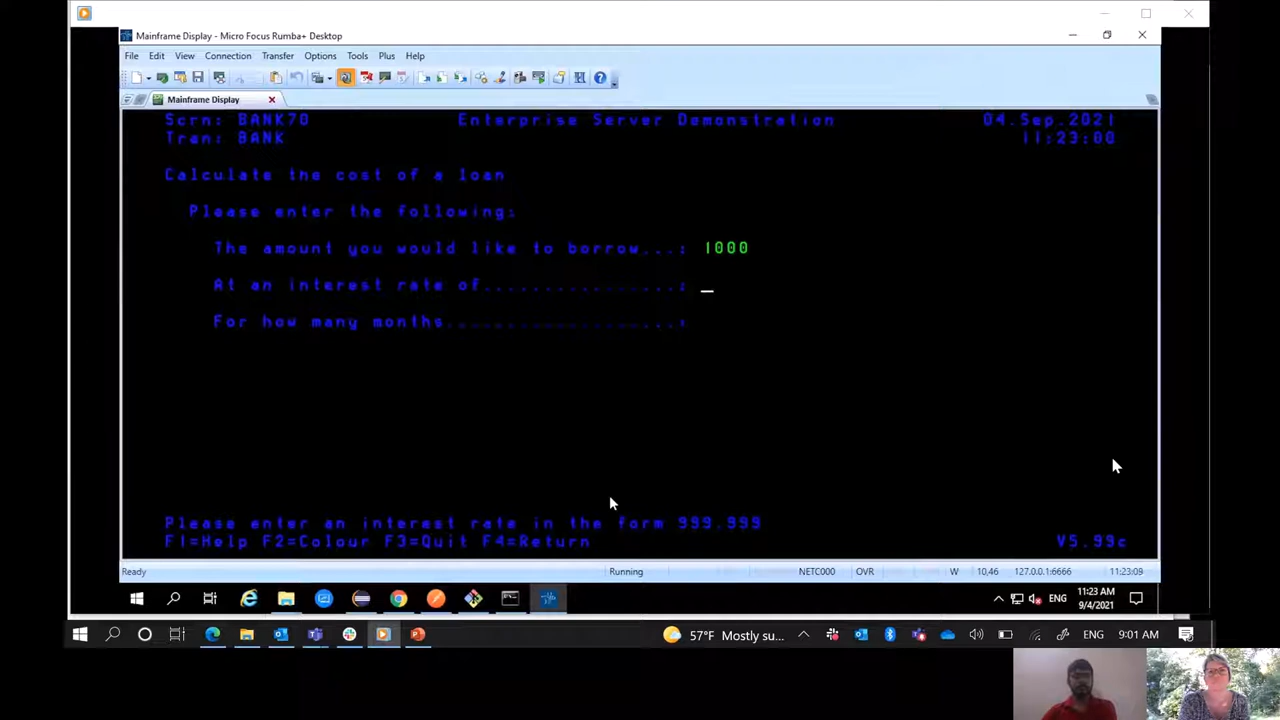 Mainframe Display - Micro Focus Rumba+ Desktop
File Edit View Connection Transfer Options Tools Plus Help
Mainframe Display
Scrn: BANK70 Enterprise Server Demonstration 04.Sep.2021
Tran: BANK 11:23:00
Calculate the cost of a loan
Please enter the following:
The amount you would like to borrow...: 1000
At an interest rate of................: _
For how many months...................:
Please enter an interest rate in the form 999.999
F1=Help F2=Colour F3=Quit F4=Return V5.99c
Ready Running NETC000 OVR W 10,46 127.0.0.1:6666 11:23:09
11:23 AM
ENG
9/4/2021
57°F Mostly su... ENG 9:01 AM